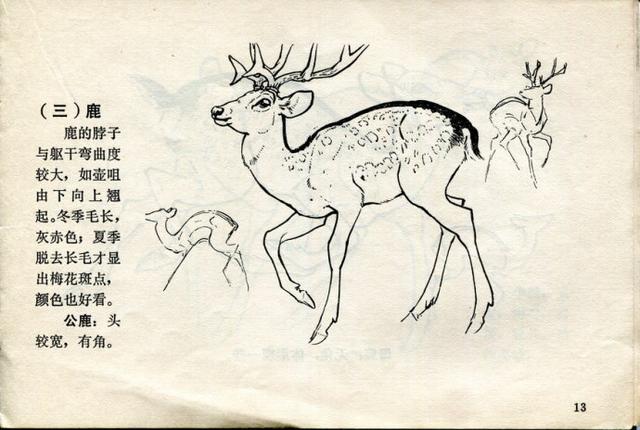 （三）鹿
鹿的脖子
与躯干弯曲度
较大，如壶咀
由下向上翘
起。冬季毛长，
灰赤色；夏季
脱去长毛才显
出梅花斑点，
颜色也好看。
公鹿：头
较宽，有角。
13